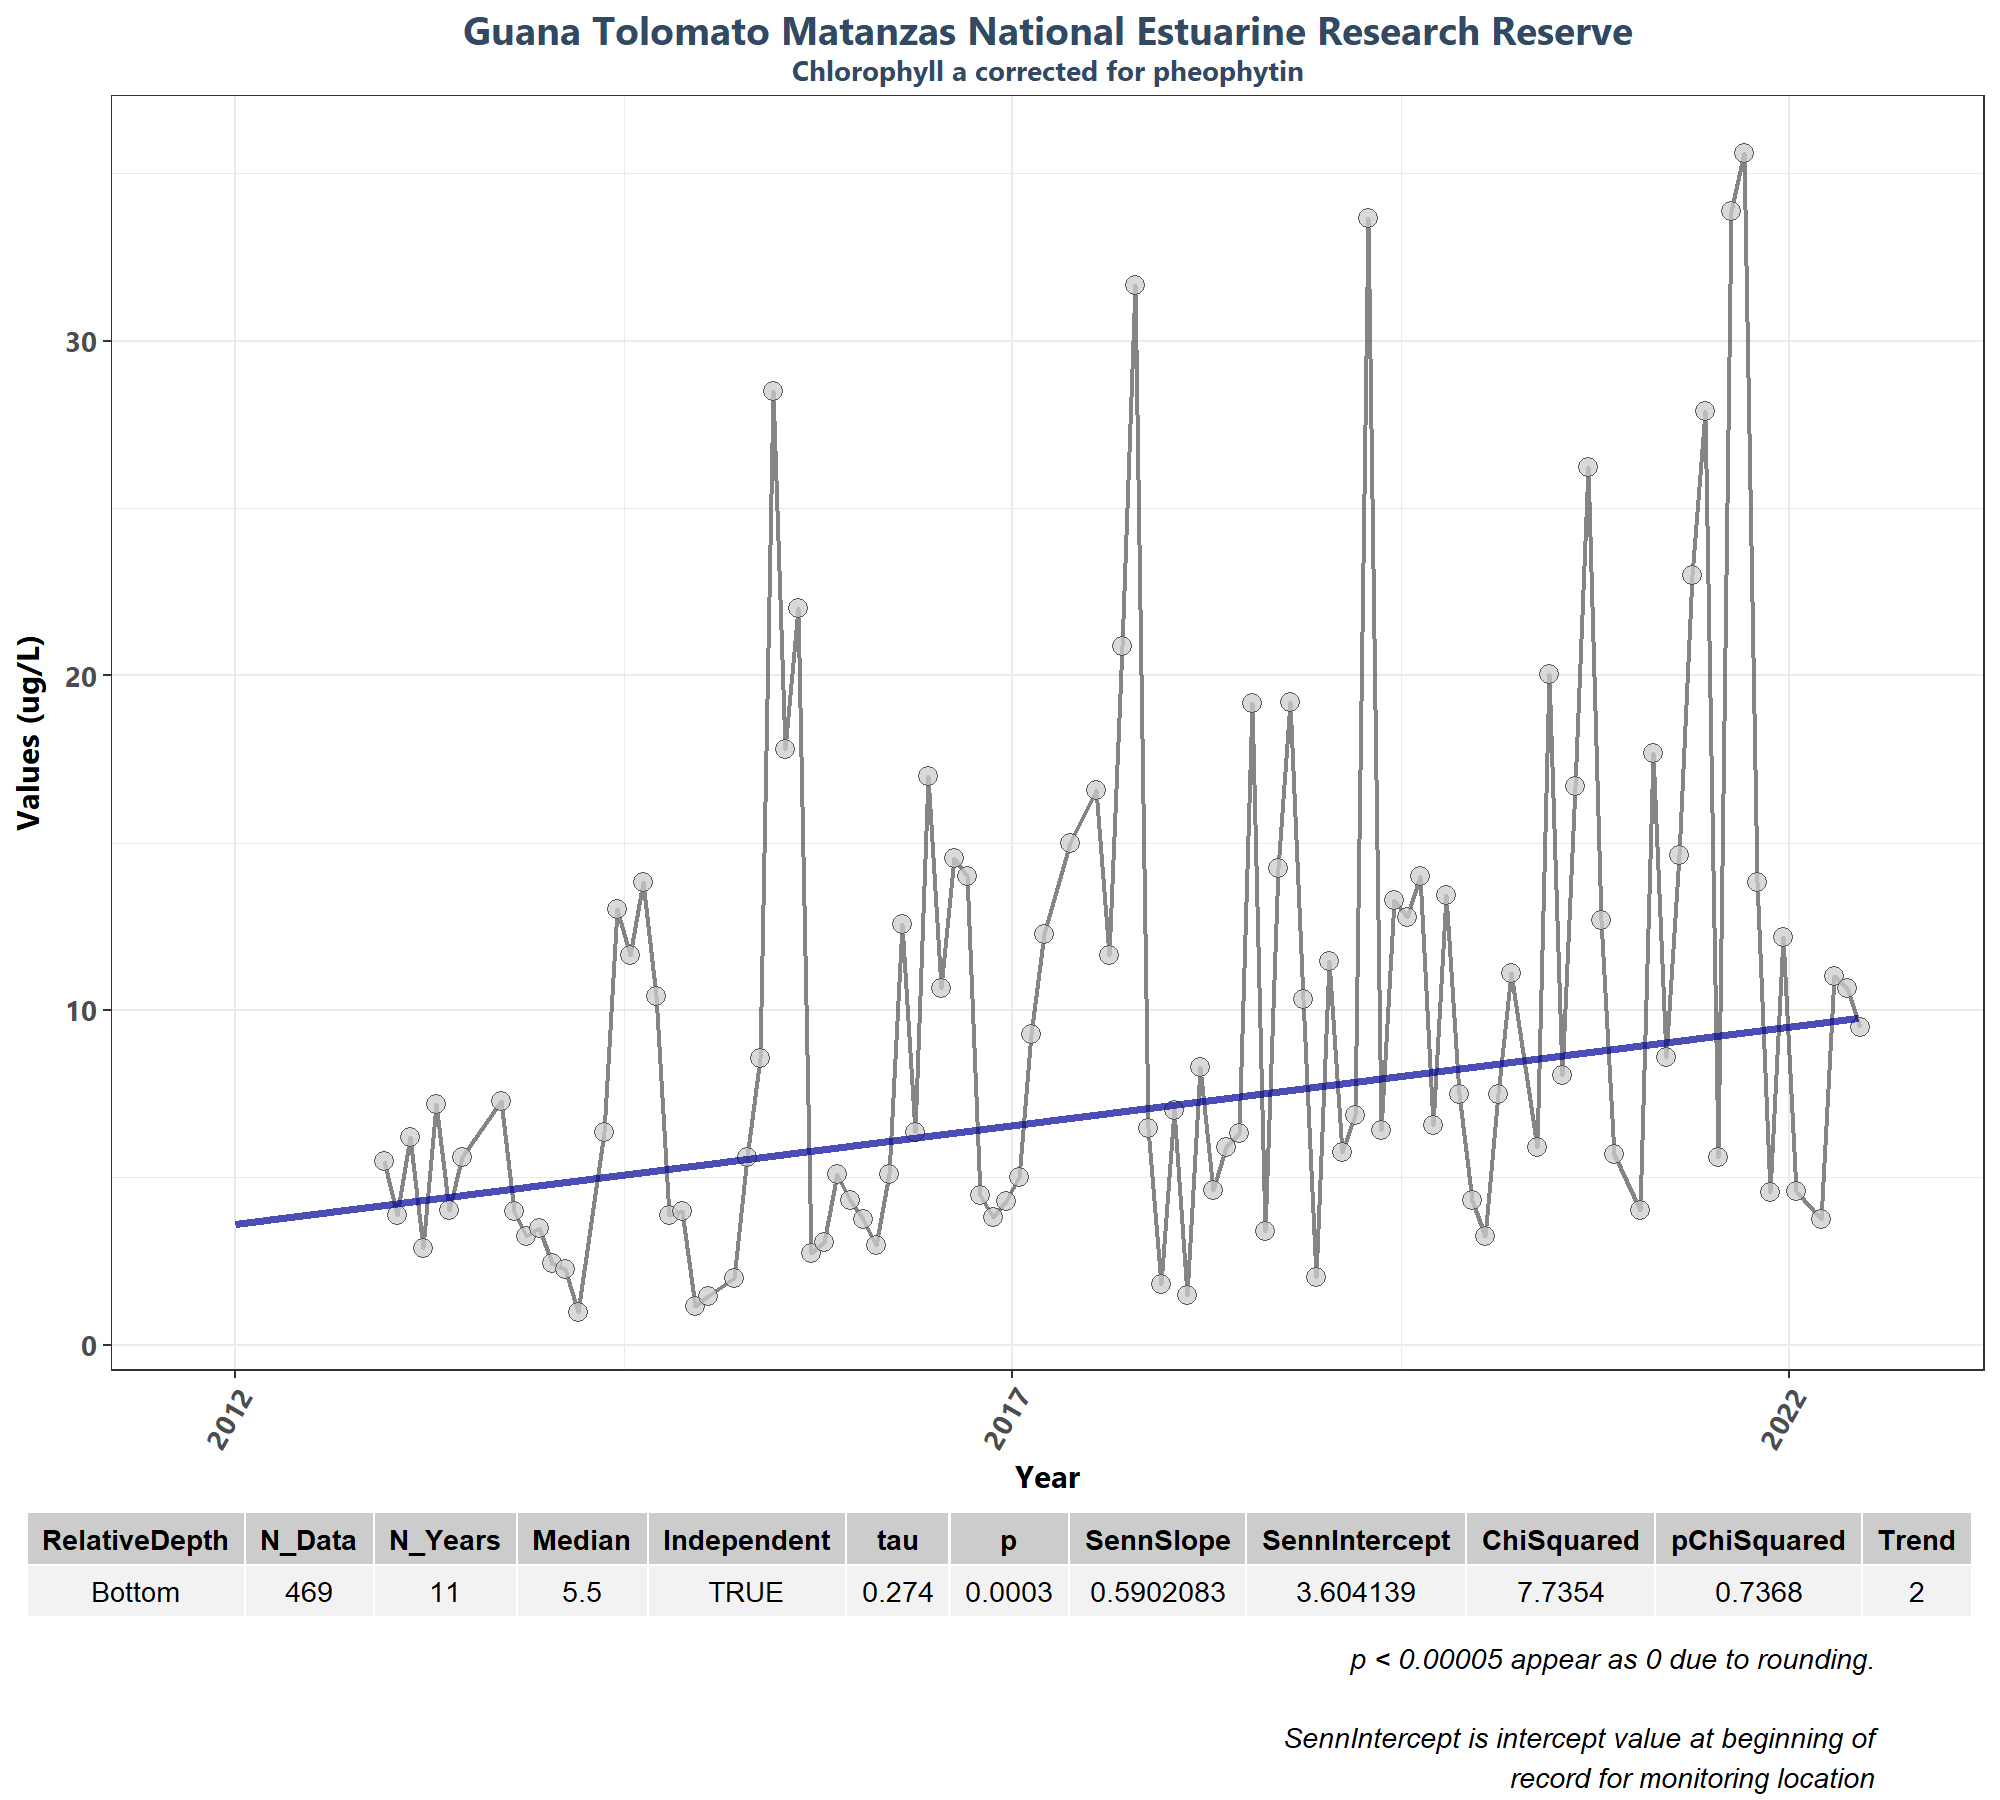 Guana Tolomato Matanzas National Estuarine Research Reserve
Chlorophyll a corrected for pheophytin
Values (ug/L)
30
20
10
0
2012
2017
2022
Year
RelativeDepth N_Data N_Years Median Independent tau p SennSlope SennIntercept ChiSquared pChiSquared Trend
Bottom 469 11 5.5 TRUE 0.274 0.0003 0.5902083 3.604139 7.7354 0.7368 2
p < 0.00005 appear as 0 due to rounding.
SennIntercept is intercept value at beginning of
record for monitoring location